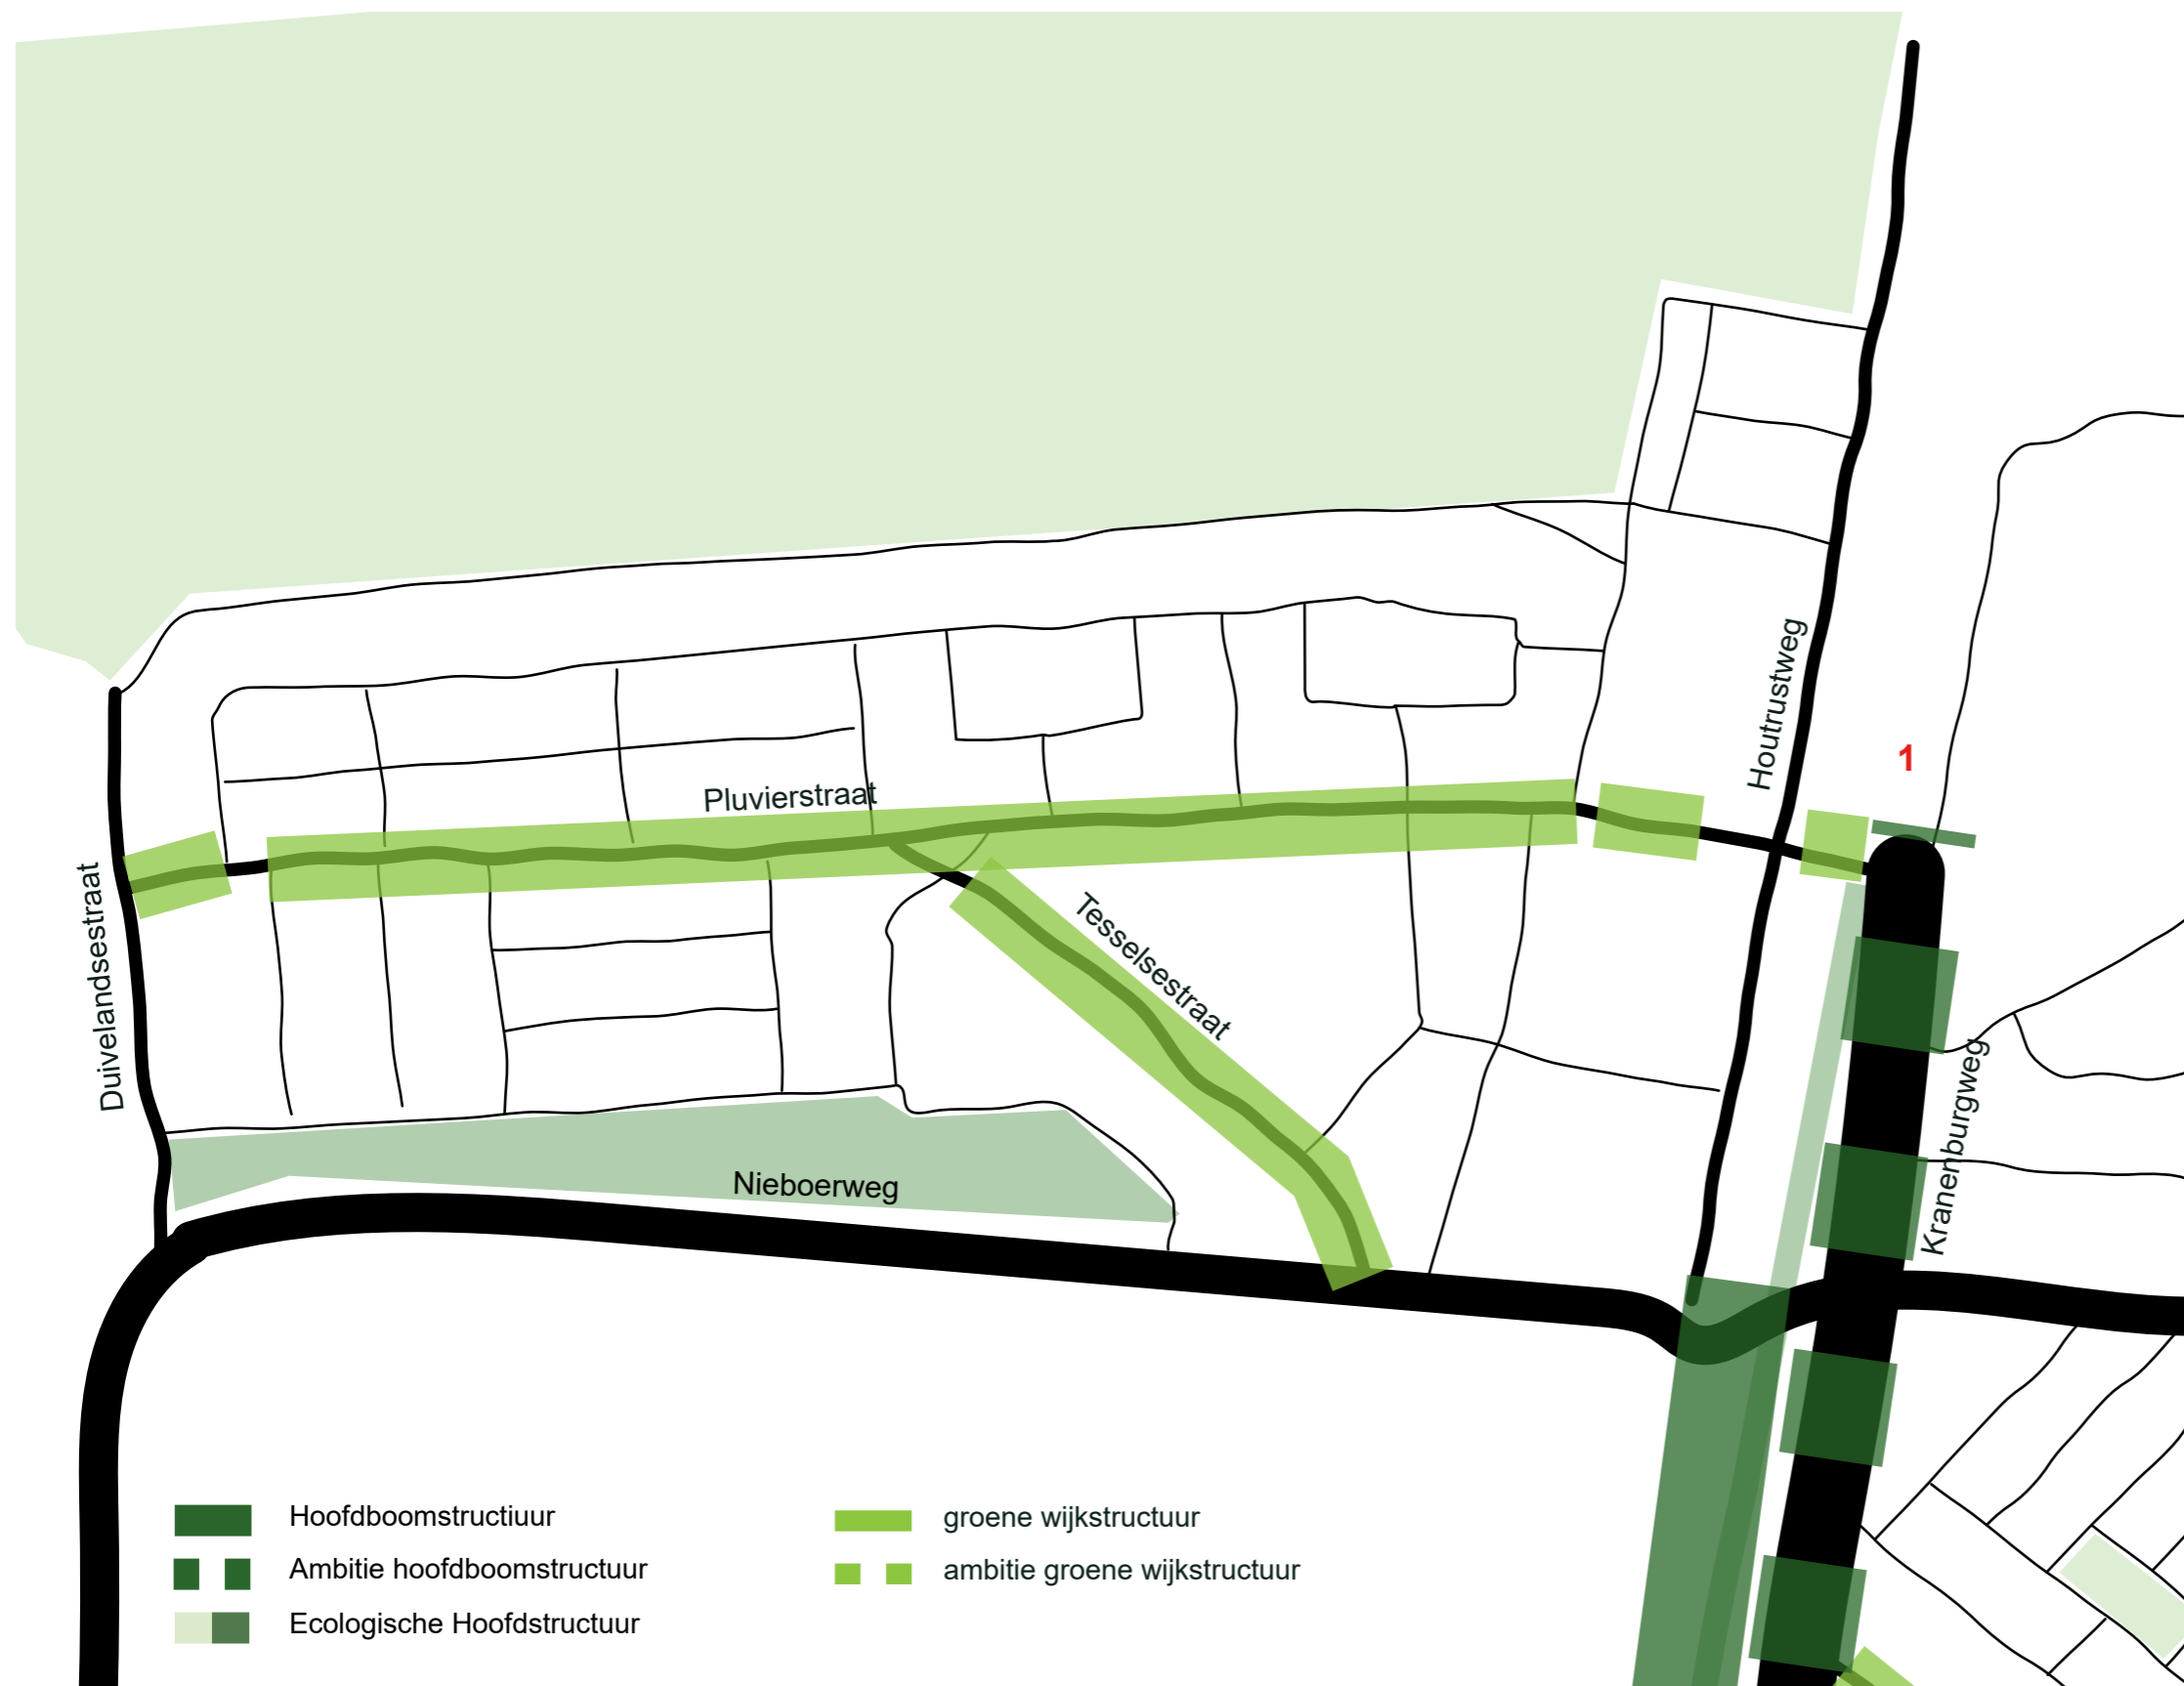 Houtrustweg
1
Pluvierstraat
Duivelandsestraat
Tesselsestraat
Kranenburgweg
Nieboerweg
Hoofdboomstructiuur
Ambitie hoofdboomstructuur
Ecologische Hoofdstructuur
groene wijkstructuur
ambitie groene wijkstructuur